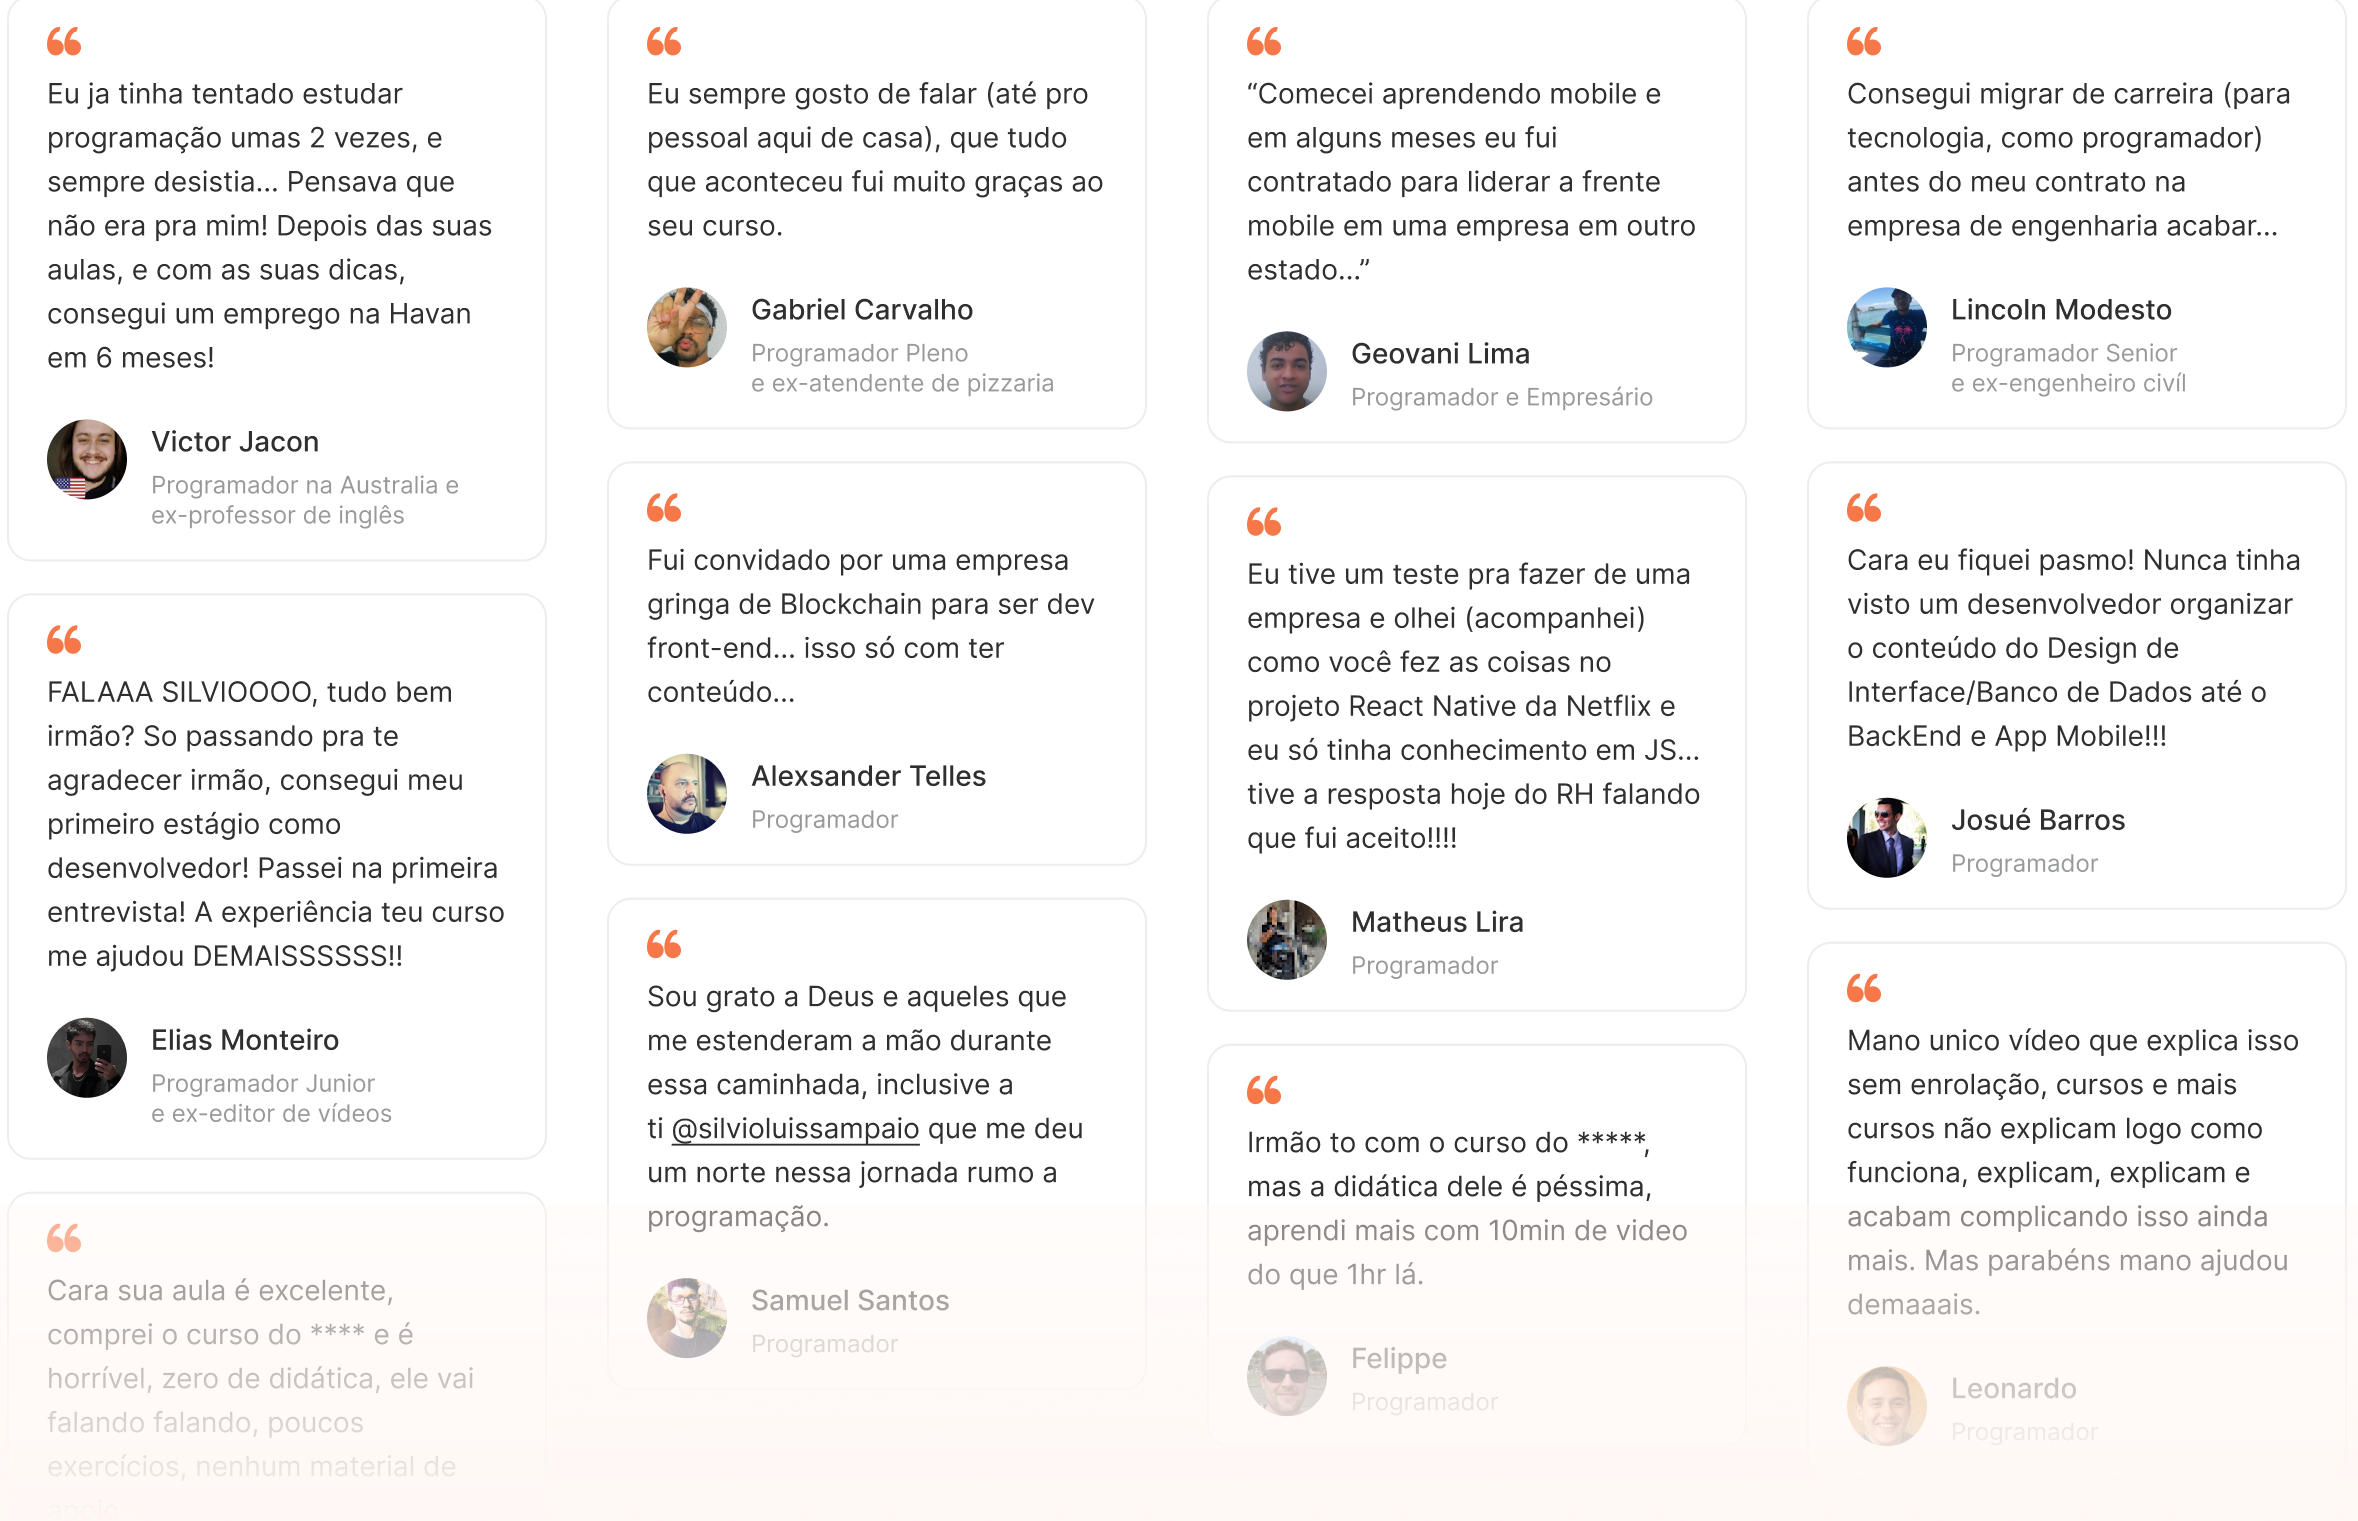 Eu ja tinha tentado estudar
programação umas 2 vezes, e
sempre desistia... Pensava que
não era pra mim! Depois das suas
aulas, e com as suas dicas,
consegui um emprego na Havan
em 6 meses!
Victor Jacon
Programador na Australia e
ex-professor de inglês
FALAAA SILVIOOOO, tudo bem
irmão? So passando pra te
agradecer irmão, consegui meu
primeiro estágio como
desenvolvedor! Passei na primeira
entrevista! A experiência teu curso
me ajudou DEMAISSSSSS!!
Elias Monteiro
Programador Junior
e ex-editor de vídeos
Cara sua aula é excelente,
comprei o curso do **** e é
horrível, zero de didática, ele vai
falando falando, poucos
exercícios, nenhum material de
apoio
Eu sempre gosto de falar (até pro
pessoal aqui de casa), que tudo
que aconteceu fui muito graças ao
seu curso.
Gabriel Carvalho
Programador Pleno
e ex-atendente de pizzaria
Fui convidado por uma empresa
gringa de Blockchain para ser dev
front-end... isso só com ter
conteúdo...
Alexsander Telles
Programador
Sou grato a Deus e aqueles que
me estenderam a mão durante
essa caminhada, inclusive a
ti @silvioluissampaio que me deu
um norte nessa jornada rumo a
programação.
Samuel Santos
Programador
“Comecei aprendendo mobile e
em alguns meses eu fui
contratado para liderar a frente
mobile em uma empresa em outro
estado...”
Geovani Lima
Programador e Empresário
Eu tive um teste pra fazer de uma
empresa e olhei (acompanhei)
como você fez as coisas no
projeto React Native da Netflix e
eu só tinha conhecimento em JS...
tive a resposta hoje do RH falando
que fui aceito!!!!
Matheus Lira
Programador
Irmão to com o curso do *****,
mas a didática dele é péssima,
aprendi mais com 10min de video
do que 1hr lá.
Felippe
Programador
Consegui migrar de carreira (para
tecnologia, como programador)
antes do meu contrato na
empresa de engenharia acabar...
Lincoln Modesto
Programador Senior
e ex-engenheiro civíl
Cara eu fiquei pasmo! Nunca tinha
visto um desenvolvedor organizar
o conteúdo do Design de
Interface/Banco de Dados até o
BackEnd e App Mobile!!!
Josué Barros
Programador
Mano unico vídeo que explica isso
sem enrolação, cursos e mais
cursos não explicam logo como
funciona, explicam, explicam e
acabam complicando isso ainda
mais. Mas parabéns mano ajudou
demaaais.
Leonardo
Programador